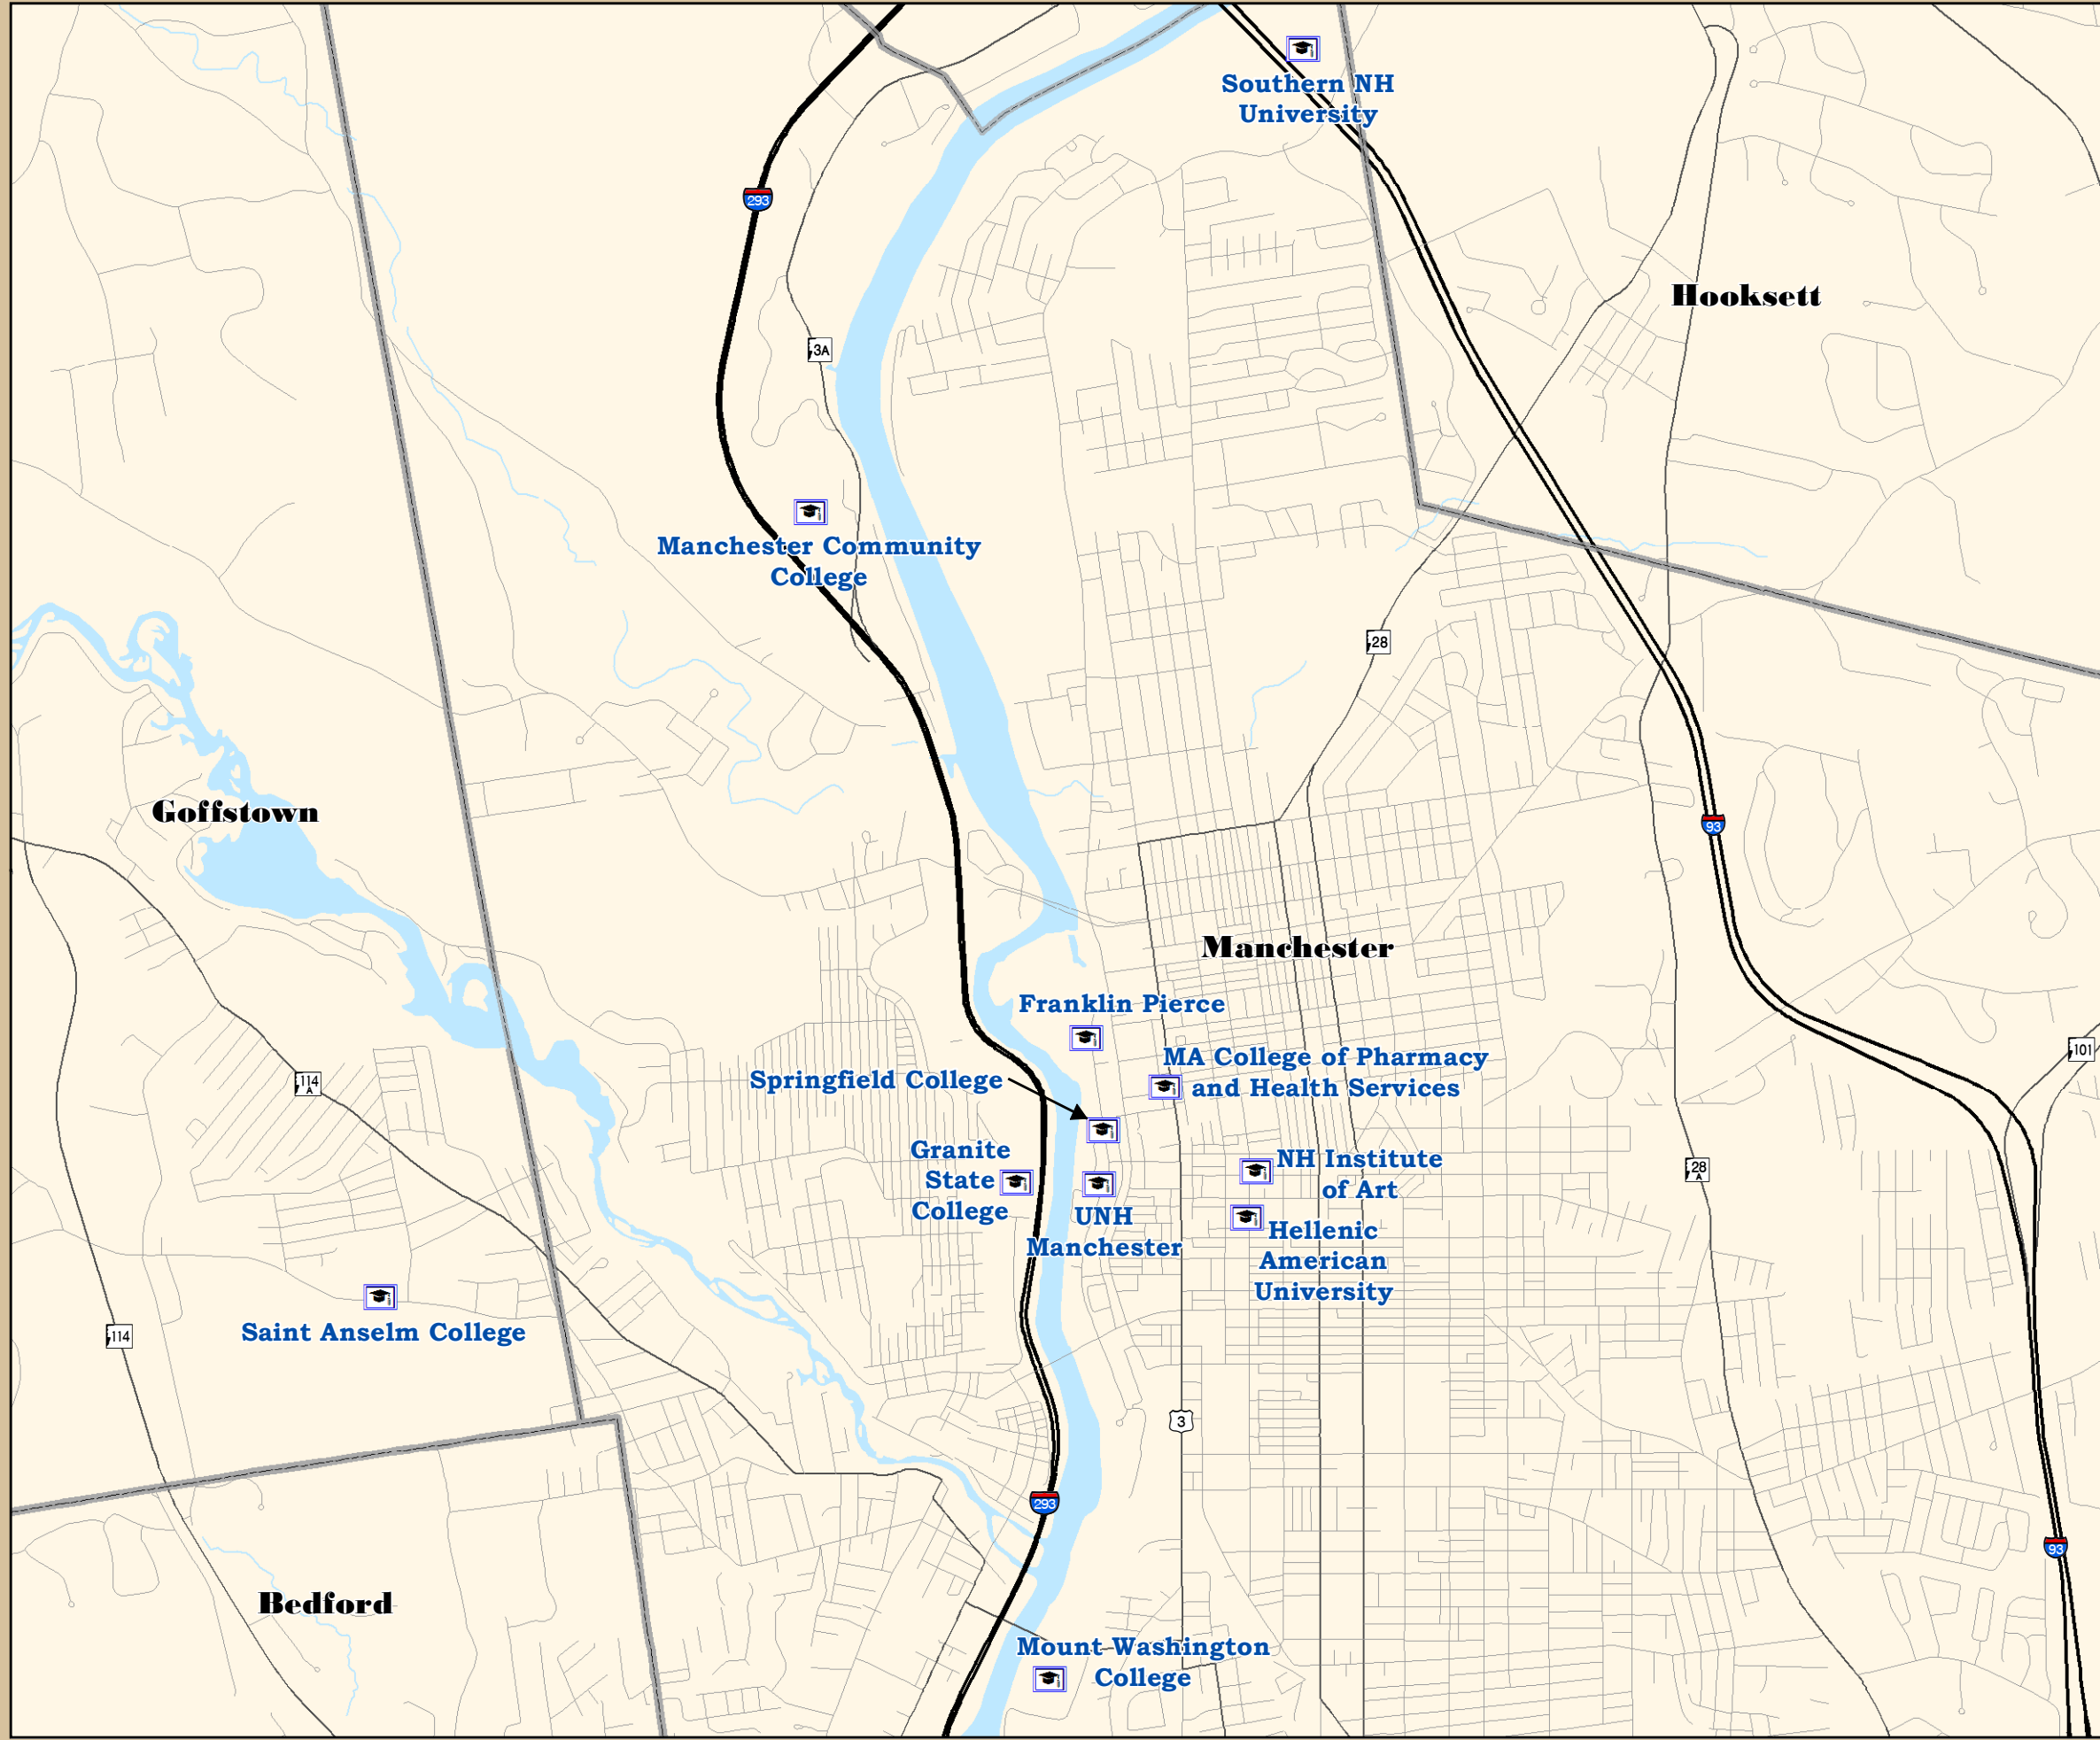 Southern NH
University
293
Hooksett
3A
Manchester Community
College
28
Goffstown
93
Manchester
Franklin Pierce
101
MA College of Pharmacy
and Health Services
Springfield College
114
A
Granite
State
College
NH Institute
of Art
28
A
UNH
Manchester
Hellenic
American
University
Saint Anselm College
114
3
293
93
Bedford
Mount Washington
College